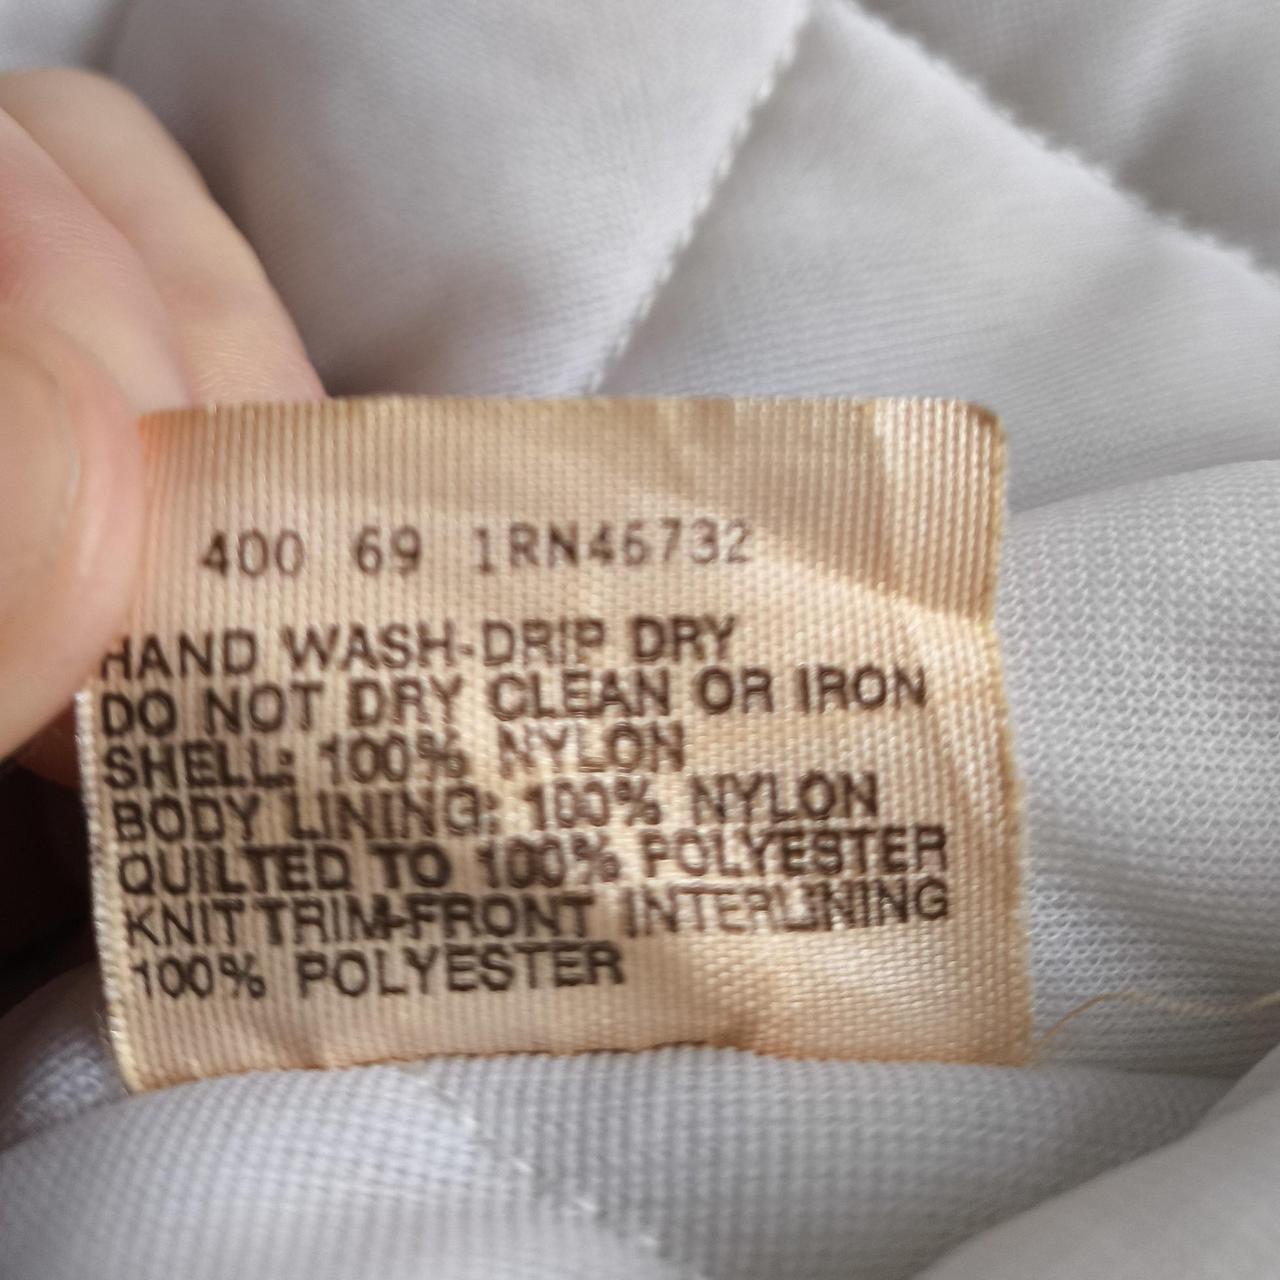 400 69 1RN46732
HAND WASH-DRIP DRY
DO NOT DRY CLEAN OR IRON
SHELL: 100% NYLON
BODY LINING: 100% NYLON
QUILTED TO 100% POLYESTER
KNIT TRIM-FRONT INTERLINING
100% POLYESTER